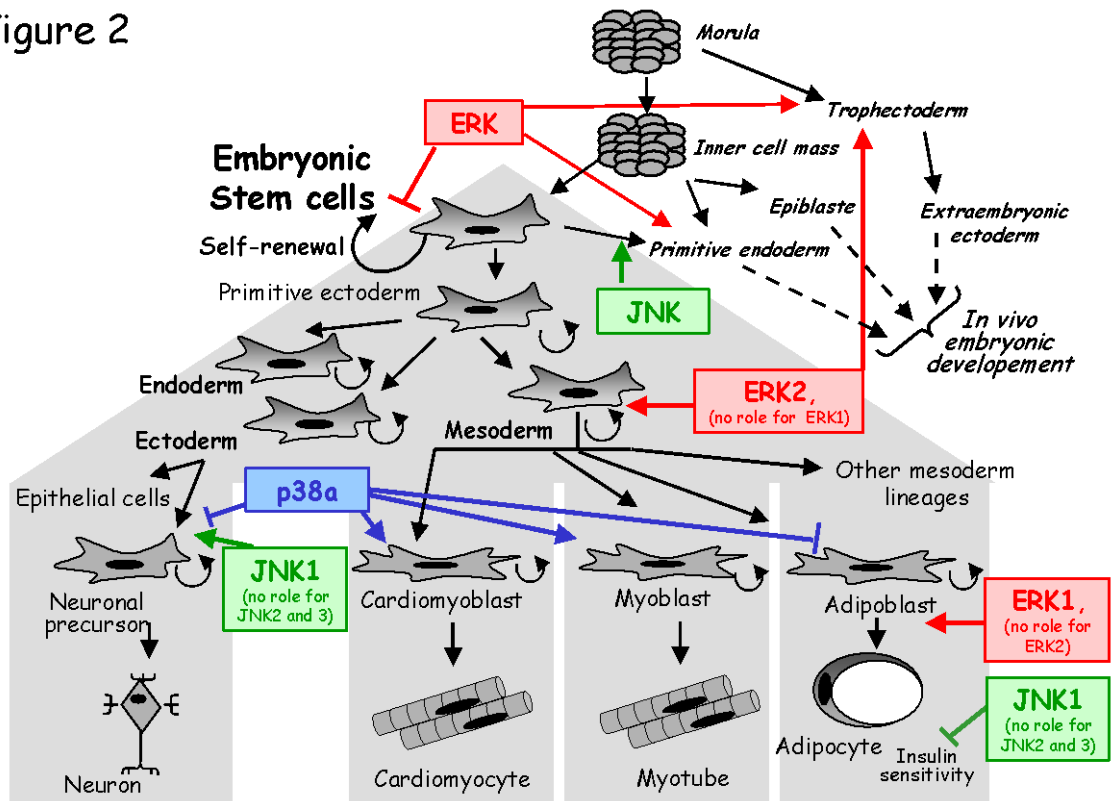 igure 2
Morula
Trophectoderm
ERK
Inner cell mass
Embryonic
Stem cells
Epiblaste
Extraembryonic
ectoderm
Self-renewal
Primitive endoderm
Primitive ectoderm
JNK
In vivo
embryonic
developement
Endoderm
ERK2,
(no role for ERK1)
Ectoderm
Mesoderm
Other mesoderm
lineages
Epithelial cells
p38a
JNK1
(no role for
JNK2 and 3)
Neuronal
precursor
Cardiomyoblast
Myoblast
Adipoblast
ERK1,
(no role for
ERK2)
JNK1
(no role for
JNK2 and 3)
Adipocyte
Insulin
sensitivity
Neuron
Cardiomyocyte
Myotube